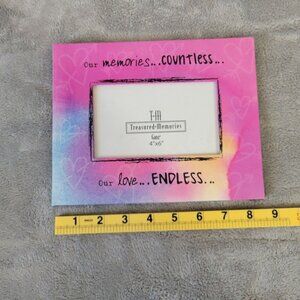 Our memories...COUNTLESS...
T-M
Treasured-Memories
4"x6"
Our love...ENDLESS...
1 2 3 4 5 6 7 8 9